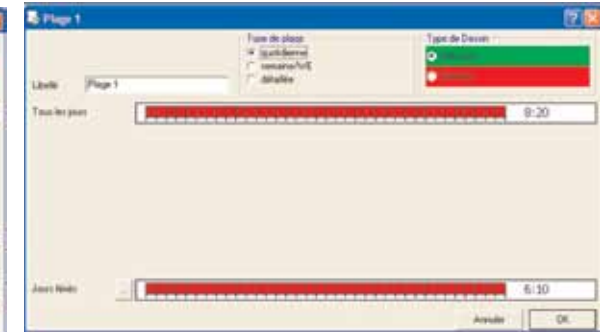 Plage 1
Type de plage
quotidienne
semaine/WE
détaillée
Type de Dessin
Libellé
Plage 1
Tous les jours
8:20
Jours fériés
...
6:10
Annuler
OK